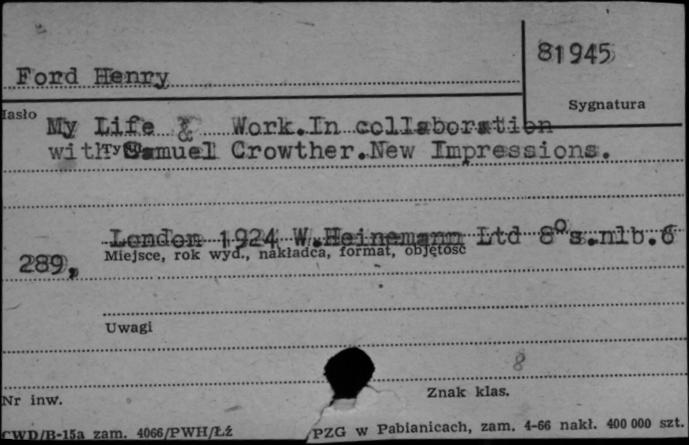 81945
Ford Henry
Sygnatura
Hasło
My Life & Work.In collaboration
with Samuel Crowther.New Impressions.
London 1924 W.Heinemann Ltd 8°s.nlb.6
Miejsce, rok wyd., nakładca, format, objętość
289,
Uwagi
8
Nr inw.
Znak klas.
CWD/B-15a zam. 4066/PWH/Łź
PZG w Pabianicach, zam. 4-66 nakł. 400 000 szt.